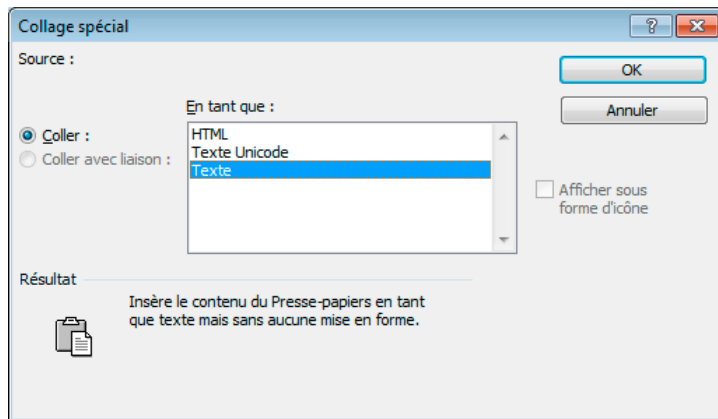 Collage spécial
Source :
OK
Annuler
En tant que :
Coller :
Coller avec liaison :
HTML
Texte Unicode
Texte
Afficher sous
forme d'icône
Résultat
Insère le contenu du Presse-papiers en tant
que texte mais sans aucune mise en forme.